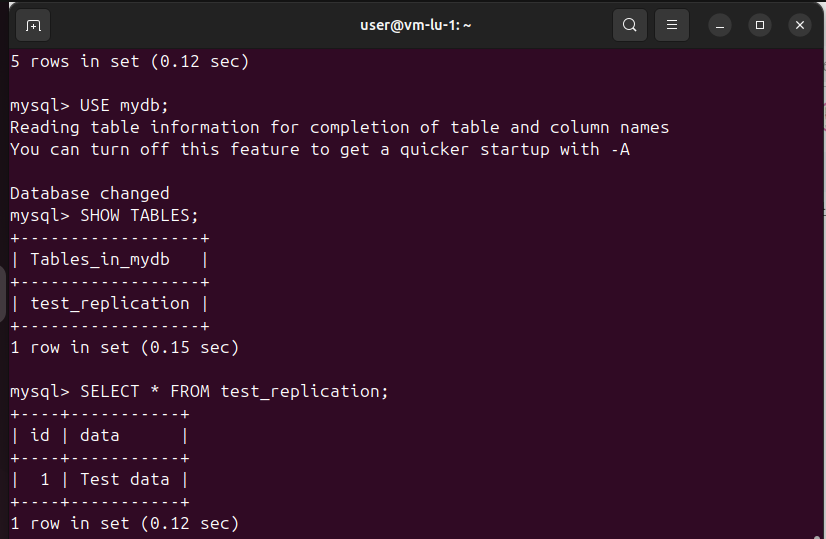 user@vm-lu-1: ~
5 rows in set (0.12 sec)
mysql> USE mydb;
Reading table information for completion of table and column names
You can turn off this feature to get a quicker startup with -A
Database changed
mysql> SHOW TABLES;
+------------------+
| Tables_in_mydb   |
+------------------+
| test_replication |
+------------------+
1 row in set (0.15 sec)
mysql> SELECT * FROM test_replication;
+----+-----------+
| id | data      |
+----+-----------+
|  1 | Test data |
+----+-----------+
1 row in set (0.12 sec)